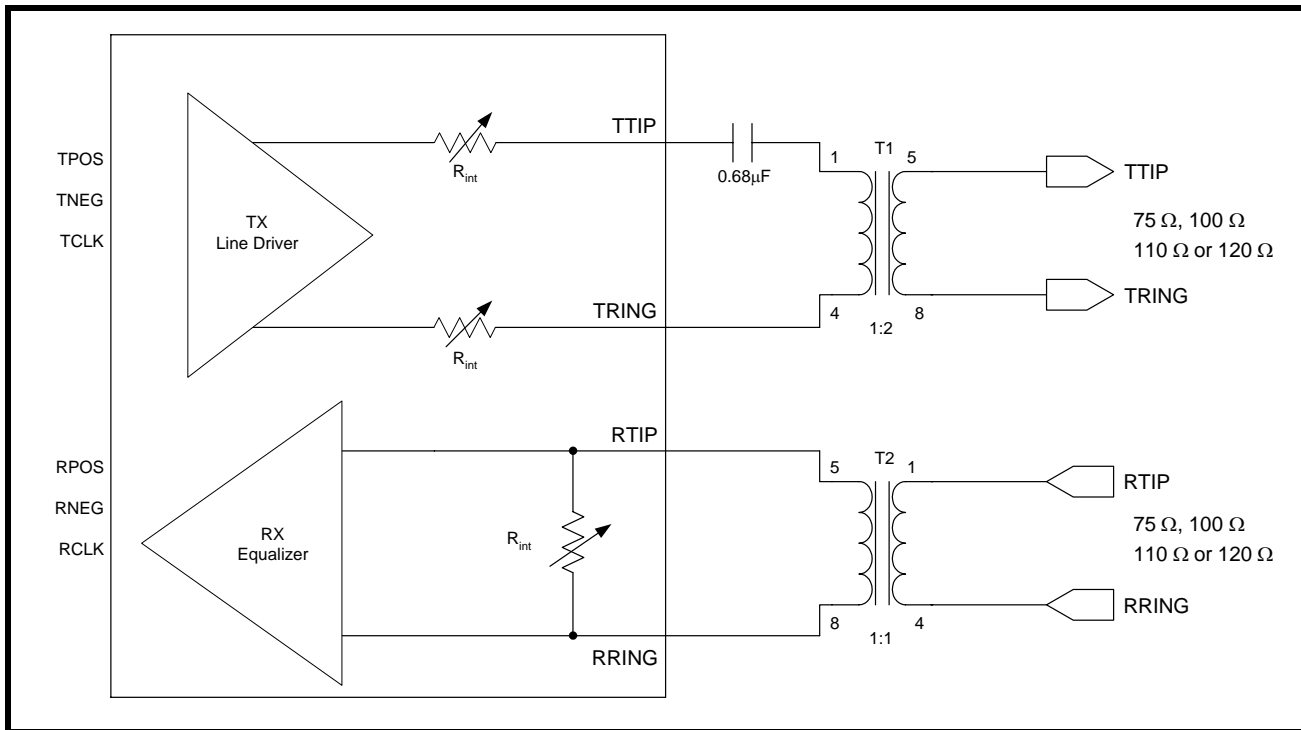 TPOS
TNEG
TCLK
TX
Line Driver
R_int
R_int
TTIP
TRING
0.68μF
1
4
T1
5
8
1:2
TTIP
75 Ω, 100 Ω
110 Ω or 120 Ω
TRING
RPOS
RNEG
RCLK
RX
Equalizer
R_int
RTIP
RRING
5
8
T2
1
4
1:1
RTIP
75 Ω, 100 Ω
110 Ω or 120 Ω
RRING